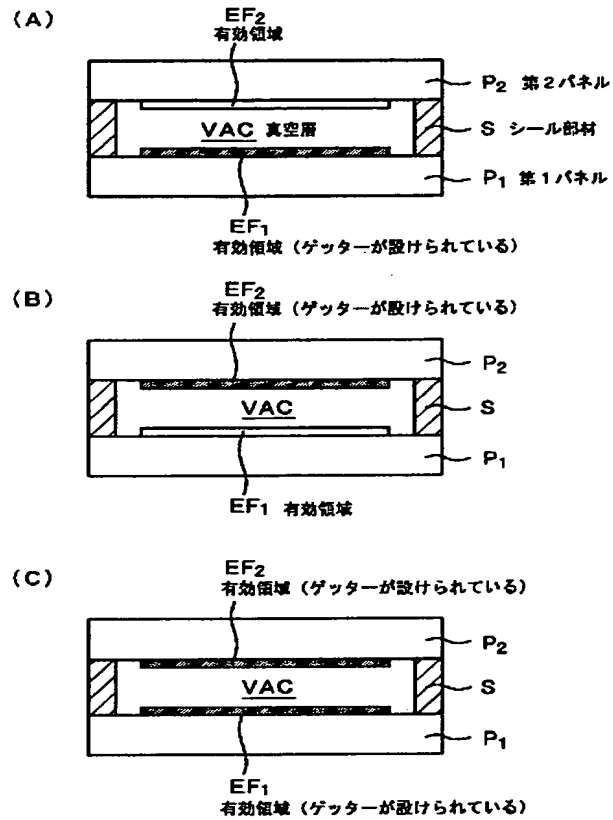 (A)
EF2
有効領域
P2 第2パネル
VAC 真空層
S シール部材
P1 第1パネル
EF1
有効領域(ゲッターが設けられている)
(B)
EF2
有効領域(ゲッターが設けられている)
P2
VAC
S
P1
EF1 有効領域
(C)
EF2
有効領域(ゲッターが設けられている)
P2
VAC
S
P1
EF1
有効領域(ゲッターが設けられている)